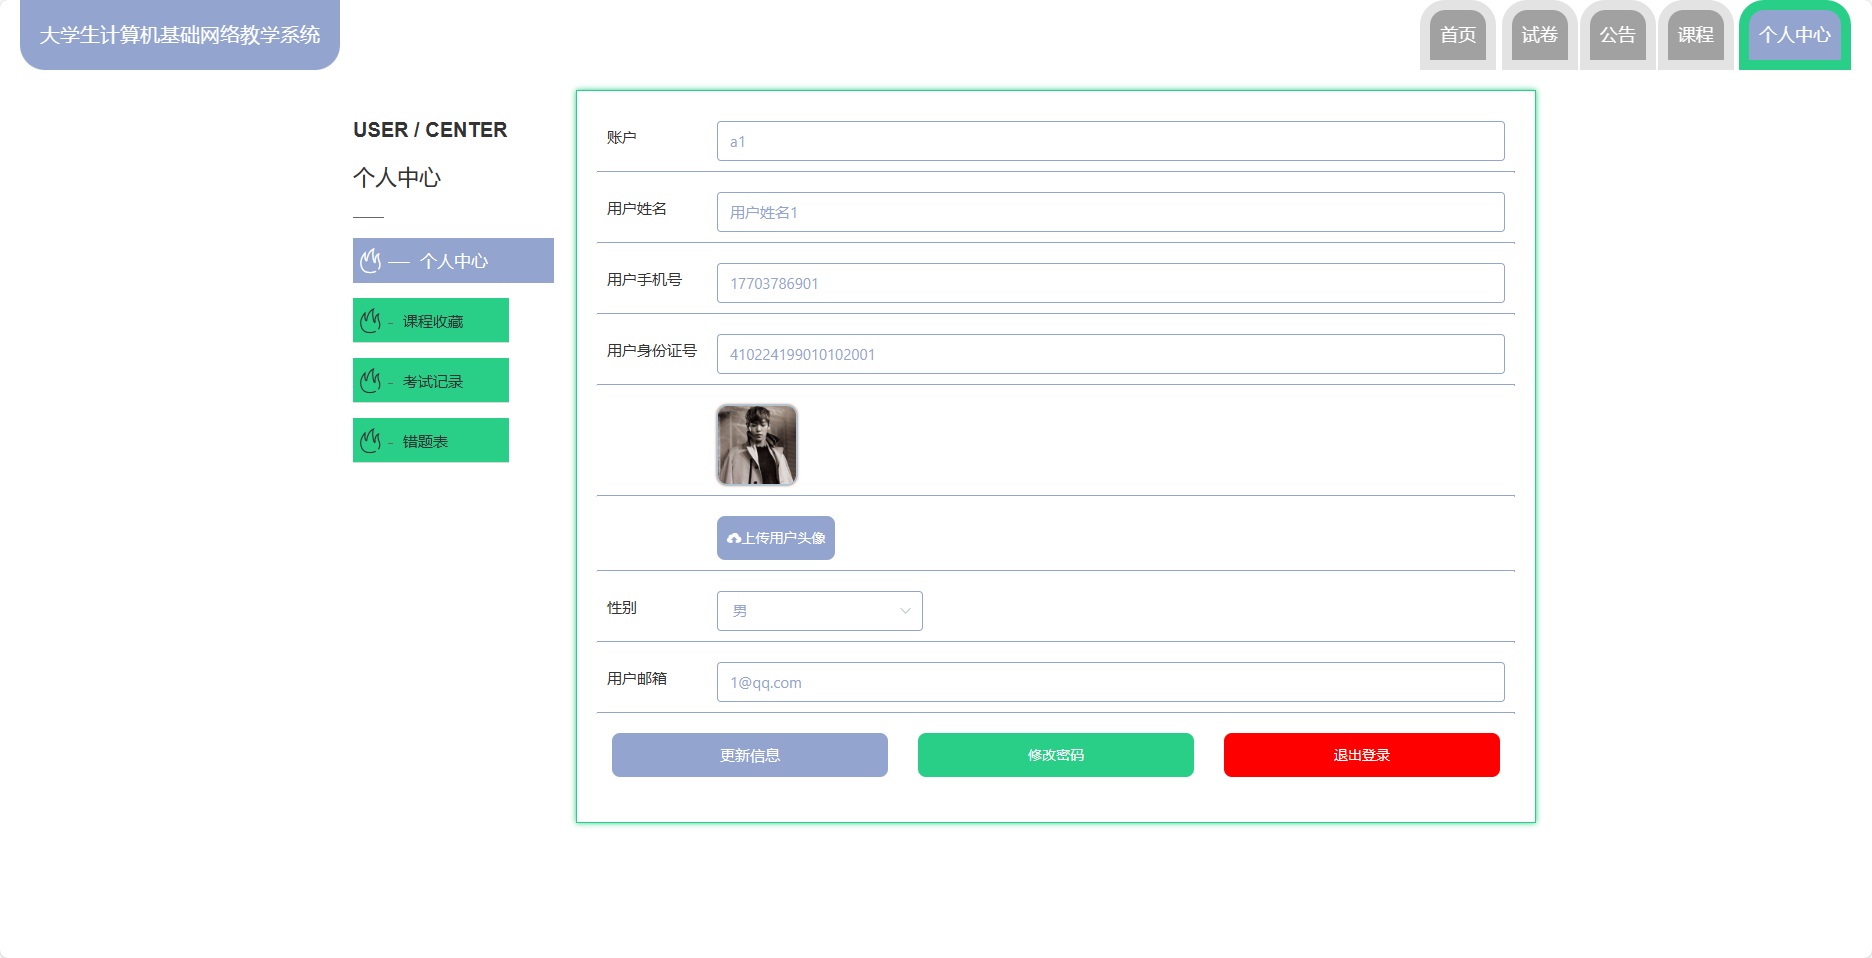 大学生计算机基础网络教学系统
首页
试卷
公告
课程
个人中心
USER / CENTER
个人中心
个人中心
课程收藏
考试记录
错题表
账户
a1
用户姓名
用户姓名1
用户手机号
17703786901
用户身份证号
410224199010102001
上传用户头像
性别
男
用户邮箱
1@qq.com
更新信息
修改密码
退出登录